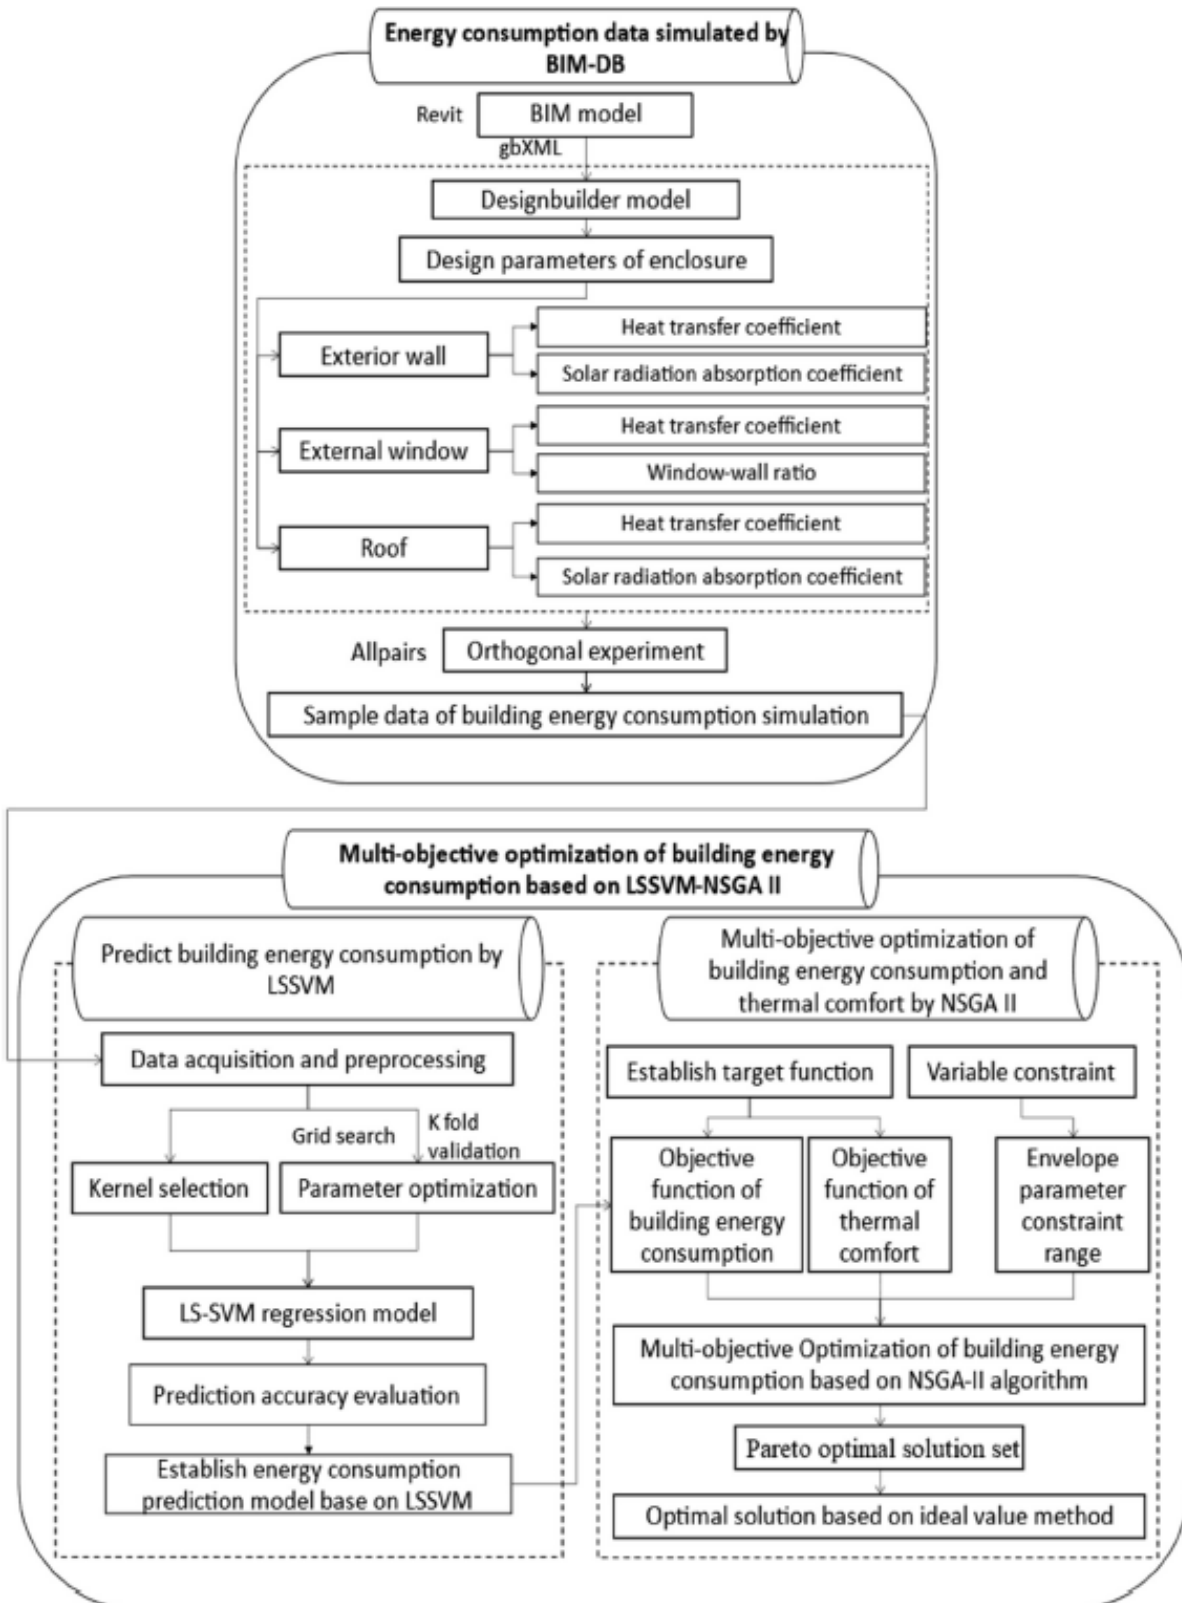 Energy consumption data simulated by
BIM-DB
Revit
BIM model
gbXML
Designbuilder model
Design parameters of enclosure
Exterior wall
Heat transfer coefficient
Solar radiation absorption coefficient
External window
Heat transfer coefficient
Window-wall ratio
Roof
Heat transfer coefficient
Solar radiation absorption coefficient
Allpairs
Orthogonal experiment
Sample data of building energy consumption simulation
Multi-objective optimization of building energy
consumption based on LSSVM-NSGA II
Predict building energy consumption by
LSSVM
Data acquisition and preprocessing
Grid search
K fold
validation
Kernel selection
Parameter optimization
LS-SVM regression model
Prediction accuracy evaluation
Establish energy consumption
prediction model base on LSSVM
Multi-objective optimization of
building energy consumption and
thermal comfort by NSGA II
Establish target function
Variable constraint
Objective
function of
building energy
consumption
Objective
function of
thermal
comfort
Envelope
parameter
constraint
range
Multi-objective Optimization of building energy
consumption based on NSGA-II algorithm
Pareto optimal solution set
Optimal solution based on ideal value method